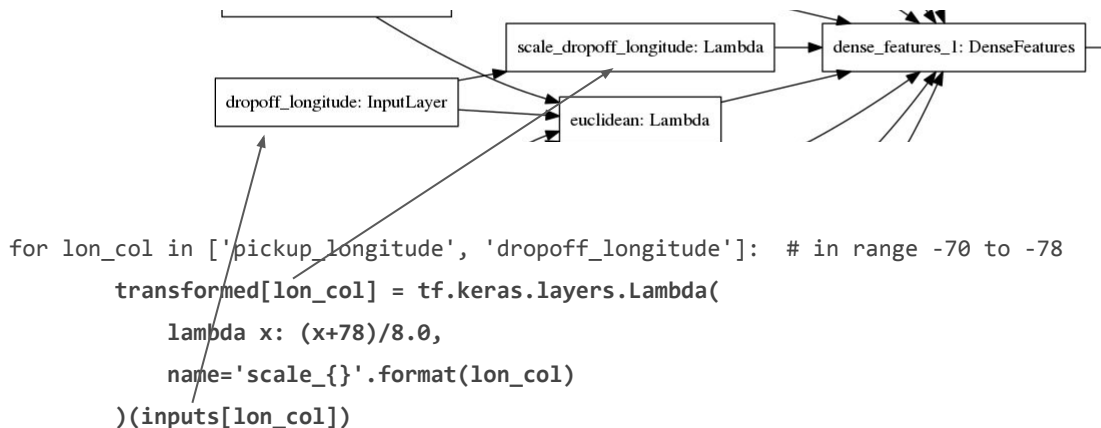 scale_dropoff_longitude: Lambda
dense_features_1: DenseFeatures
dropoff_longitude: InputLayer
euclidean: Lambda
for lon_col in ['pickup_longitude', 'dropoff_longitude']:  # in range -70 to -78
        transformed[lon_col] = tf.keras.layers.Lambda(
            lambda x: (x+78)/8.0,
            name='scale_{}'.format(lon_col)
        )(inputs[lon_col])